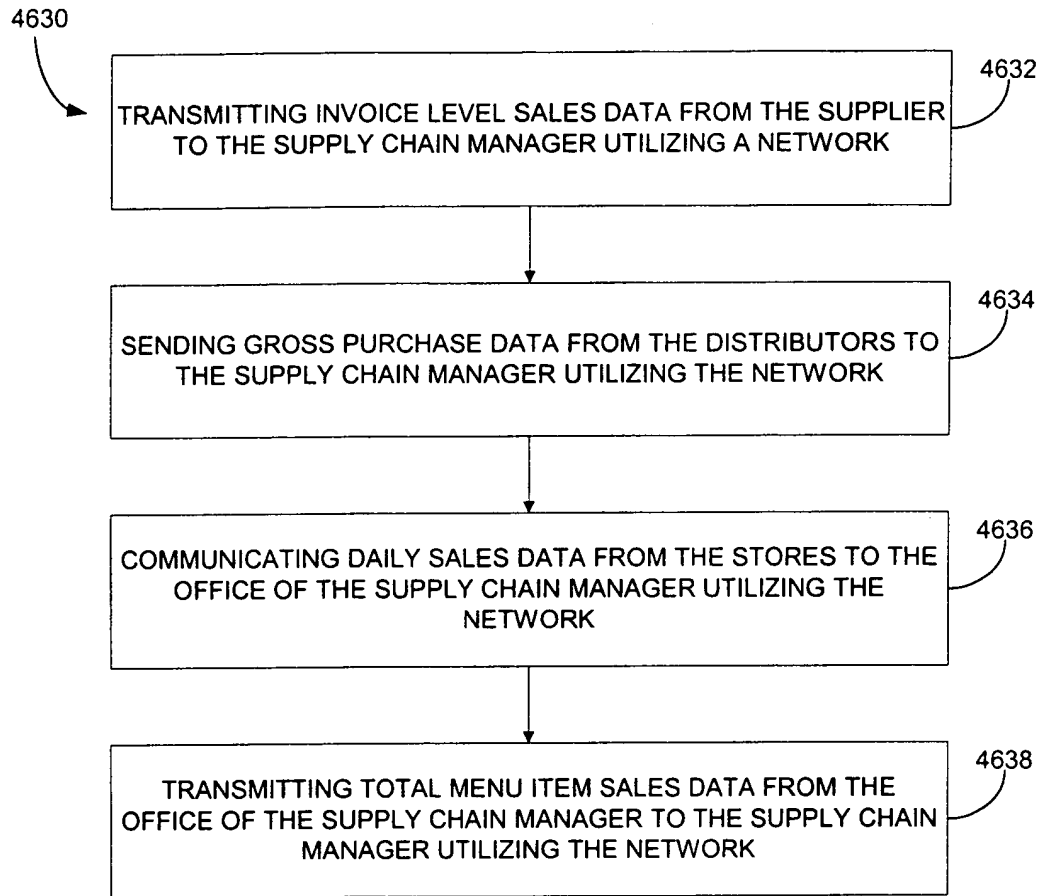 4630
4632
TRANSMITTING INVOICE LEVEL SALES DATA FROM THE SUPPLIER
TO THE SUPPLY CHAIN MANAGER UTILIZING A NETWORK
4634
SENDING GROSS PURCHASE DATA FROM THE DISTRIBUTORS TO
THE SUPPLY CHAIN MANAGER UTILIZING THE NETWORK
4636
COMMUNICATING DAILY SALES DATA FROM THE STORES TO THE
OFFICE OF THE SUPPLY CHAIN MANAGER UTILIZING THE
NETWORK
4638
TRANSMITTING TOTAL MENU ITEM SALES DATA FROM THE
OFFICE OF THE SUPPLY CHAIN MANAGER TO THE SUPPLY CHAIN
MANAGER UTILIZING THE NETWORK